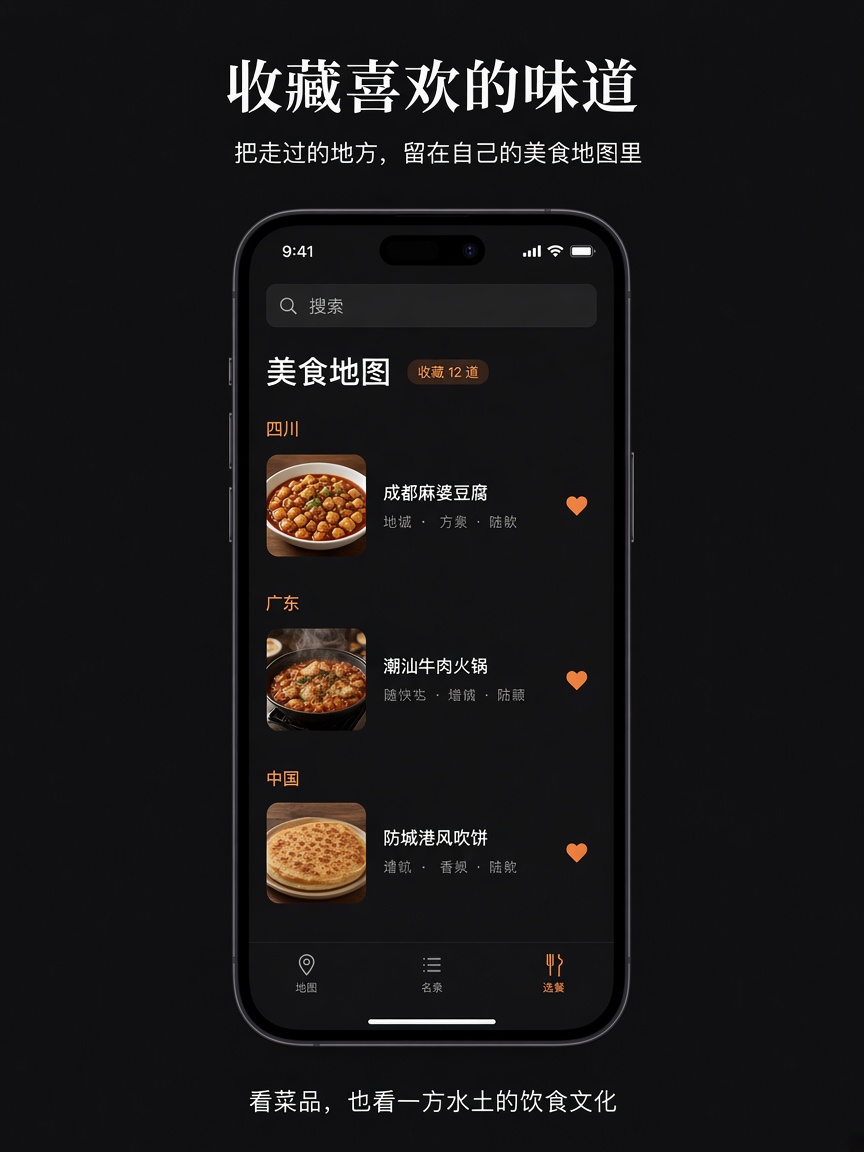 收藏喜欢的味道
把走过的地方，留在自己的美食地图里
9:41
搜索
美食地图
收藏 12 道
四川
成都麻婆豆腐
广东
潮汕牛肉火锅
中国
防城港风吹饼
地图
选餐
看菜品，也看一方水土的饮食文化